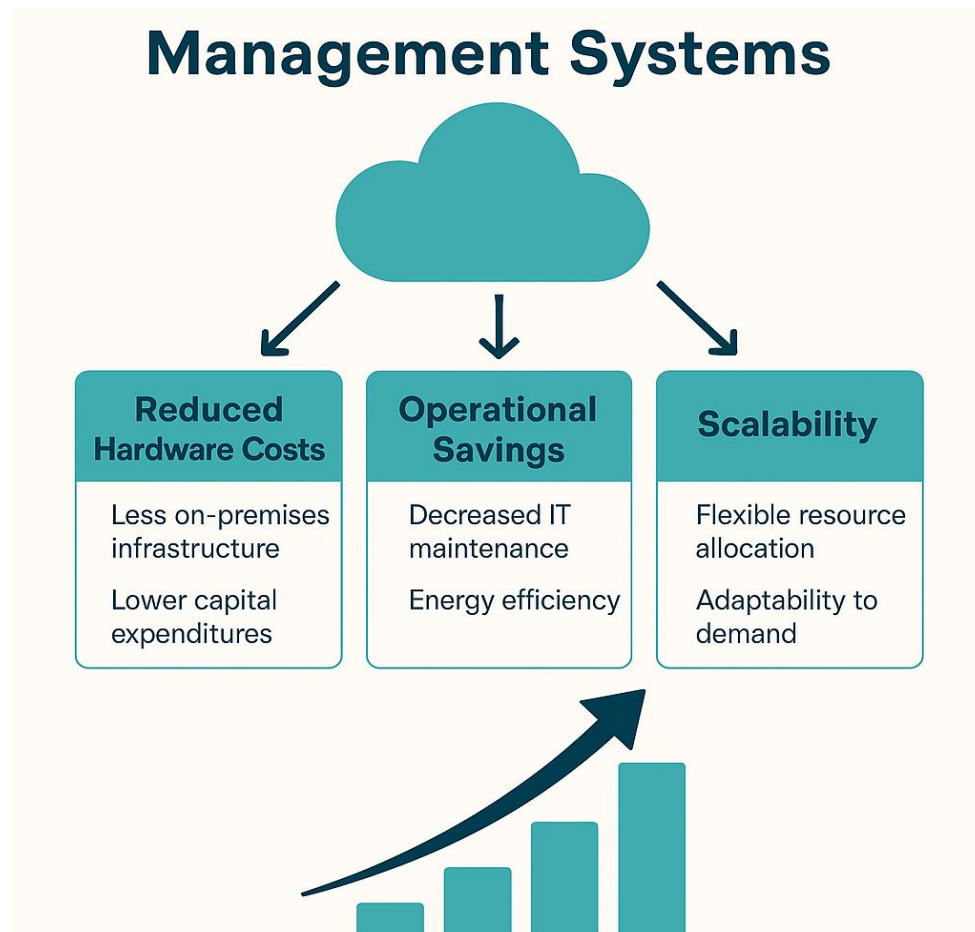 Management Systems
Reduced
Hardware Costs
Less on-premises
infrastructure
Lower capital
expenditures
Operational
Savings
Decreased IT
maintenance
Energy efficiency
Scalability
Flexible resource
allocation
Adaptability to
demand